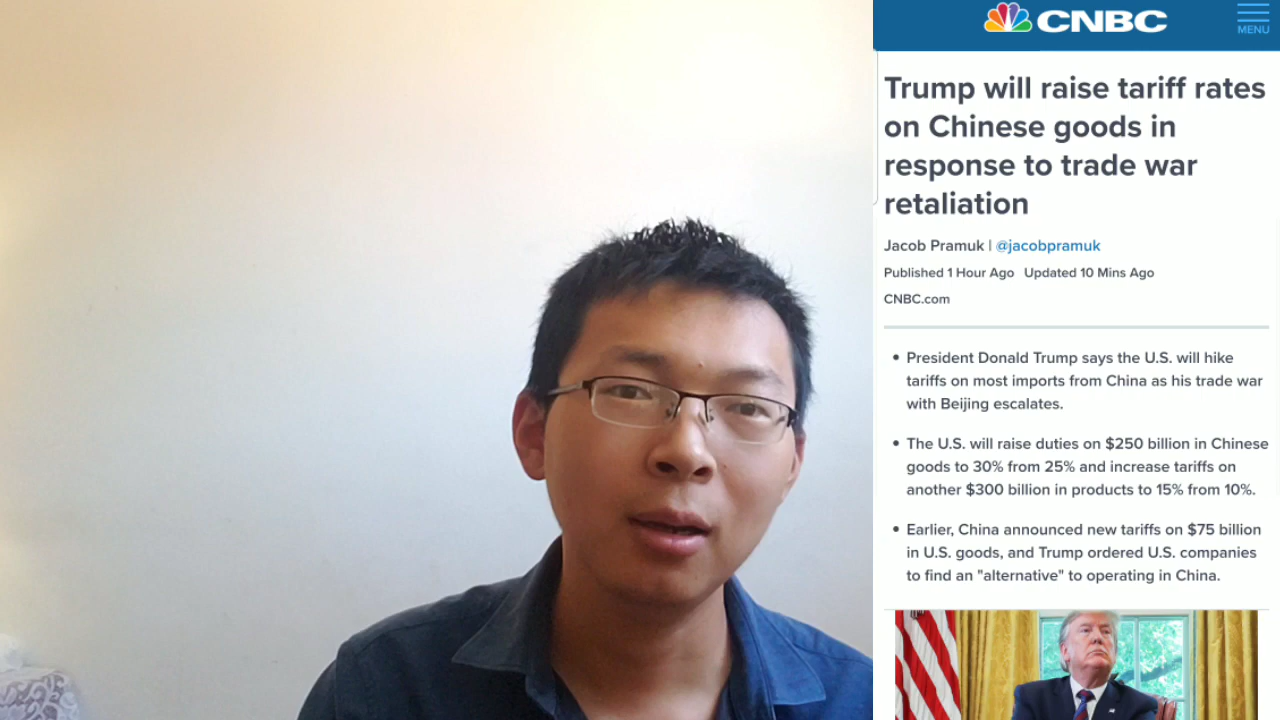 CNBC
MENU
Trump will raise tariff rates
on Chinese goods in
response to trade war
retaliation
Jacob Pramuk | @jacobpramuk
Published 1 Hour Ago Updated 10 Mins Ago
CNBC.com
• President Donald Trump says the U.S. will hike
tariffs on most imports from China as his trade war
with Beijing escalates.
• The U.S. will raise duties on $250 billion in Chinese
goods to 30% from 25% and increase tariffs on
another $300 billion in products to 15% from 10%.
• Earlier, China announced new tariffs on $75 billion
in U.S. goods, and Trump ordered U.S. companies
to find an "alternative" to operating in China.